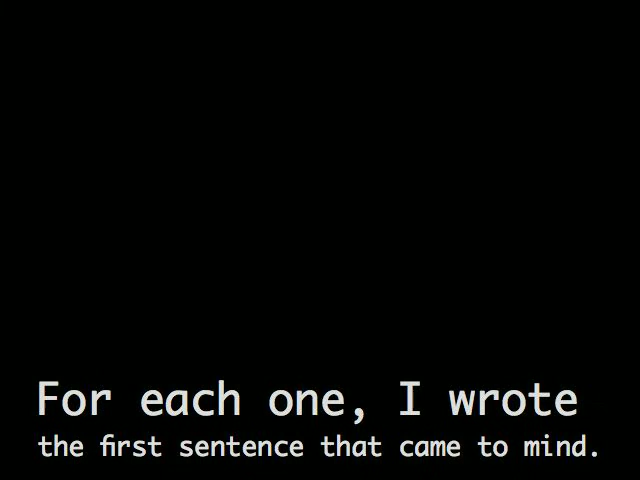 For each one, I wrote
the first sentence that came to mind.